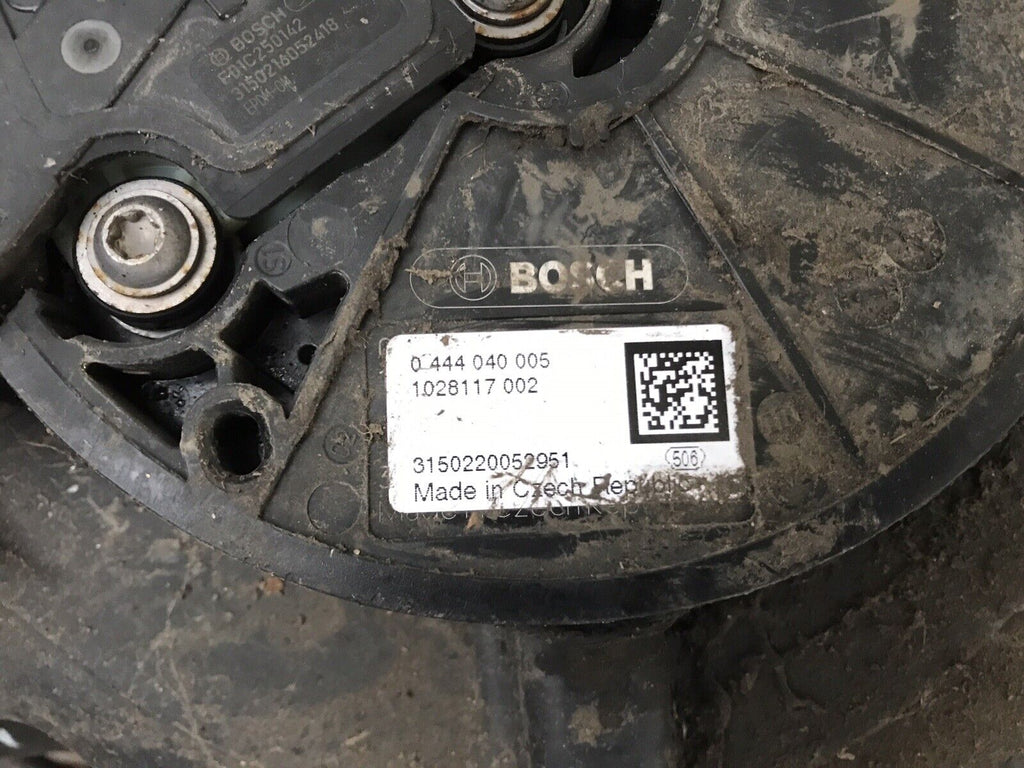 BOSCH
F01C250142
3150216052418
BOSCH
0 444 040 005
1028117 002
3150220052951
506
Made in Czech Republic